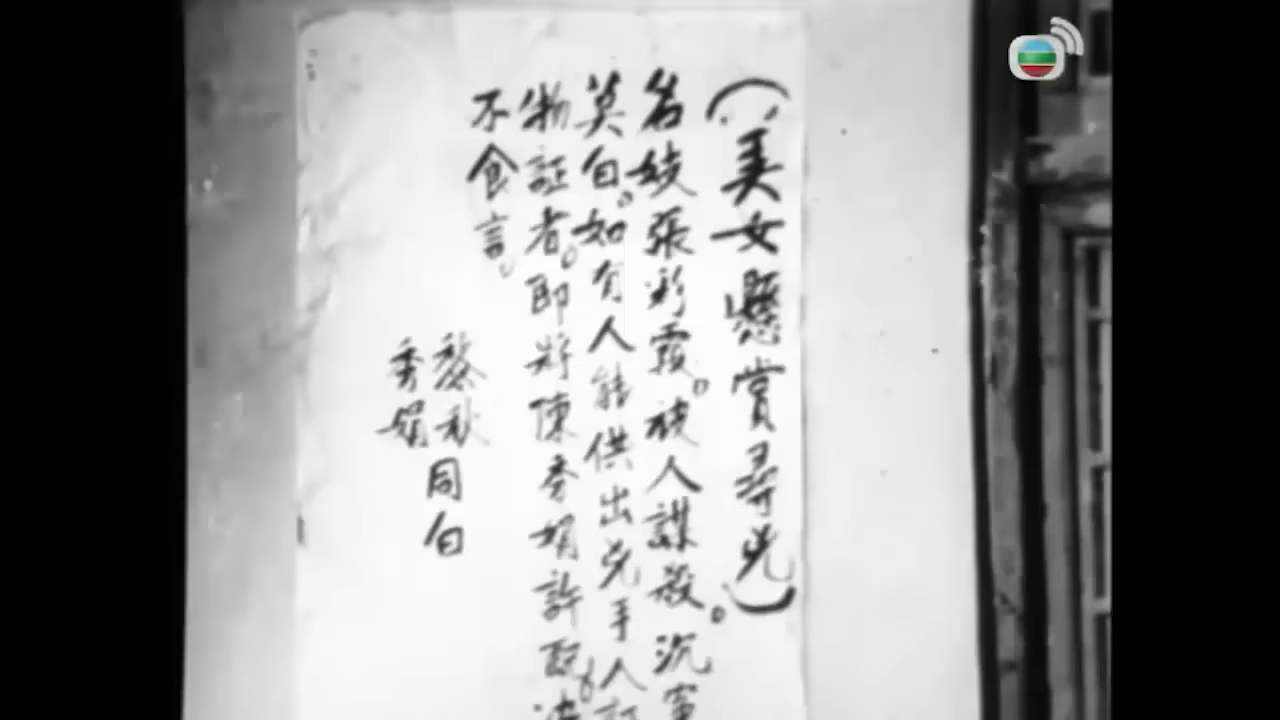 (美女懸賞尋兇)
名妓張彩霞。被人謀殺。沉寃
莫白。如有人能供出兇手人証
物証者。即將陳秀娟許配
不食言。
黎秋
秀娟
同白